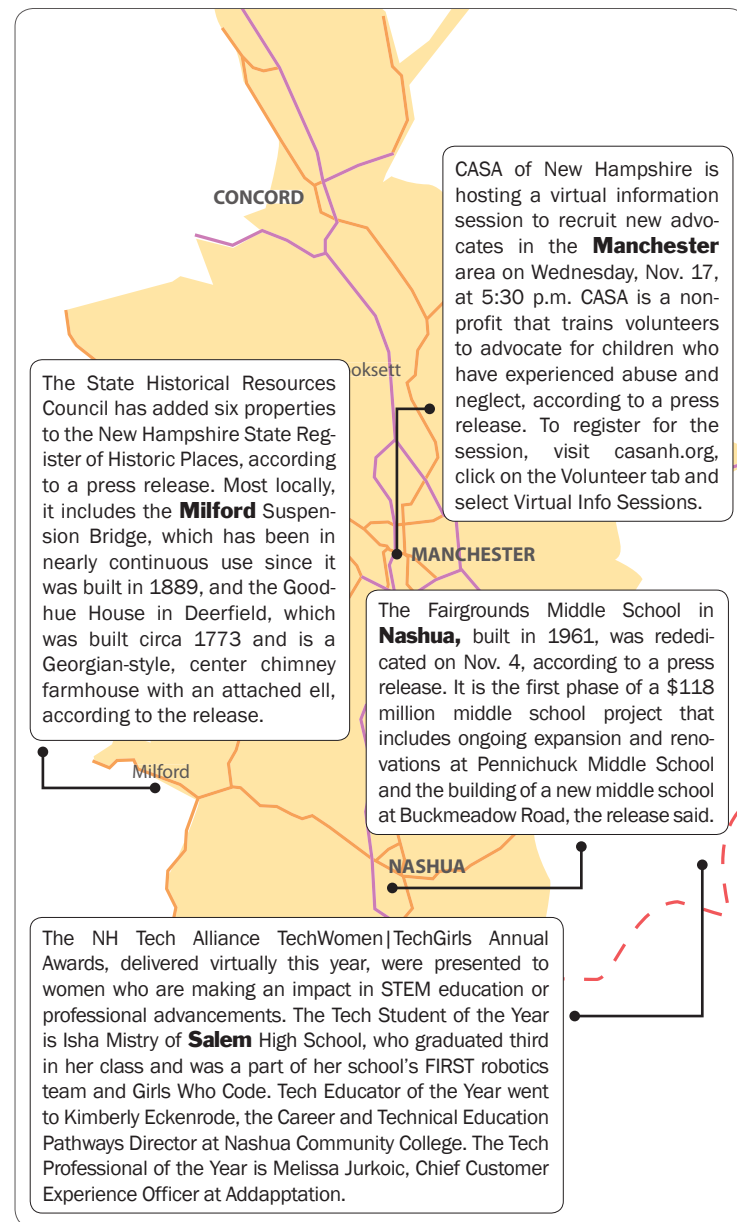 CONCORD
CASA of New Hampshire is
hosting a virtual information
session to recruit new advo-
cates in the Manchester
area on Wednesday, Nov. 17,
at 5:30 p.m. CASA is a non-
profit that trains volunteers
to advocate for children who
have experienced abuse and
neglect, according to a press
release. To register for the
session, visit casanh.org,
click on the Volunteer tab and
select Virtual Info Sessions.
oksett
The State Historical Resources
Council has added six properties
to the New Hampshire State Reg-
ister of Historic Places, according
to a press release. Most locally,
it includes the Milford Suspen-
sion Bridge, which has been in
nearly continuous use since it
was built in 1889, and the Good-
hue House in Deerfield, which
was built circa 1773 and is a
Georgian-style, center chimney
farmhouse with an attached ell,
according to the release.
MANCHESTER
The Fairgrounds Middle School in
Nashua, built in 1961, was rededi-
cated on Nov. 4, according to a press
release. It is the first phase of a $118
million middle school project that
includes ongoing expansion and reno-
vations at Pennichuck Middle School
and the building of a new middle school
at Buckmeadow Road, the release said.
Milford
NASHUA
The NH Tech Alliance TechWomen|TechGirls Annual
Awards, delivered virtually this year, were presented to
women who are making an impact in STEM education or
professional advancements. The Tech Student of the Year
is Isha Mistry of Salem High School, who graduated third
in her class and was a part of her school's FIRST robotics
team and Girls Who Code. Tech Educator of the Year went
to Kimberly Eckenrode, the Career and Technical Education
Pathways Director at Nashua Community College. The Tech
Professional of the Year is Melissa Jurkoic, Chief Customer
Experience Officer at Addapptation.